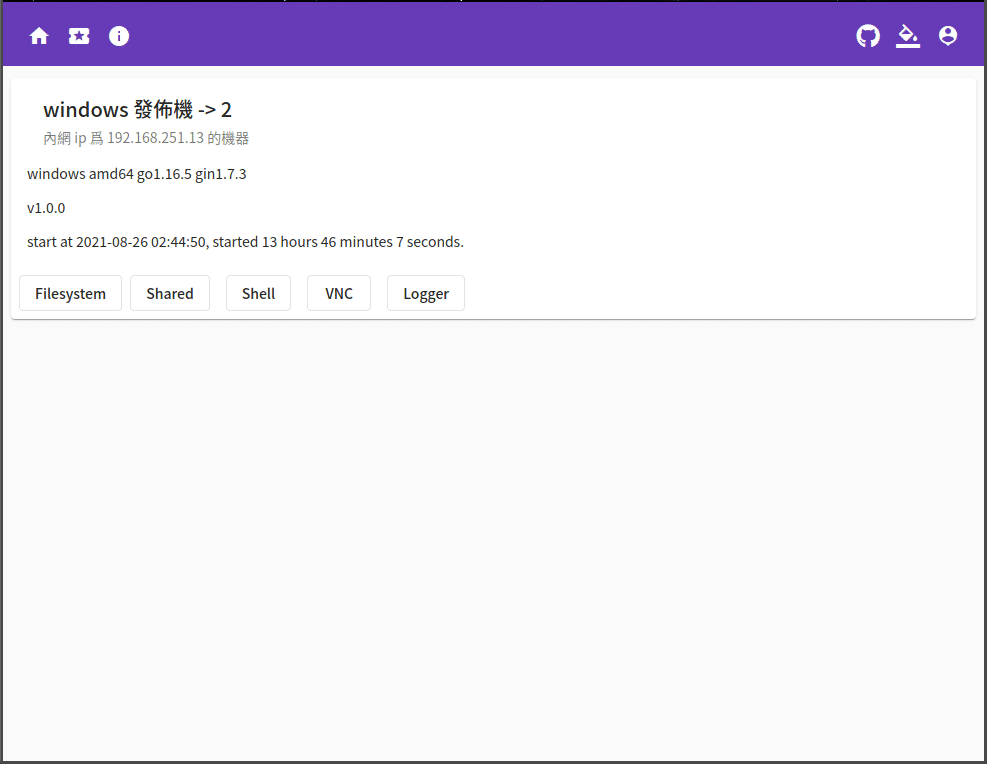 windows 發佈機 -> 2
內網 ip 爲 192.168.251.13 的機器
windows amd64 go1.16.5 gin1.7.3
v1.0.0
start at 2021-08-26 02:44:50, started 13 hours 46 minutes 7 seconds.
Filesystem Shared Shell VNC Logger